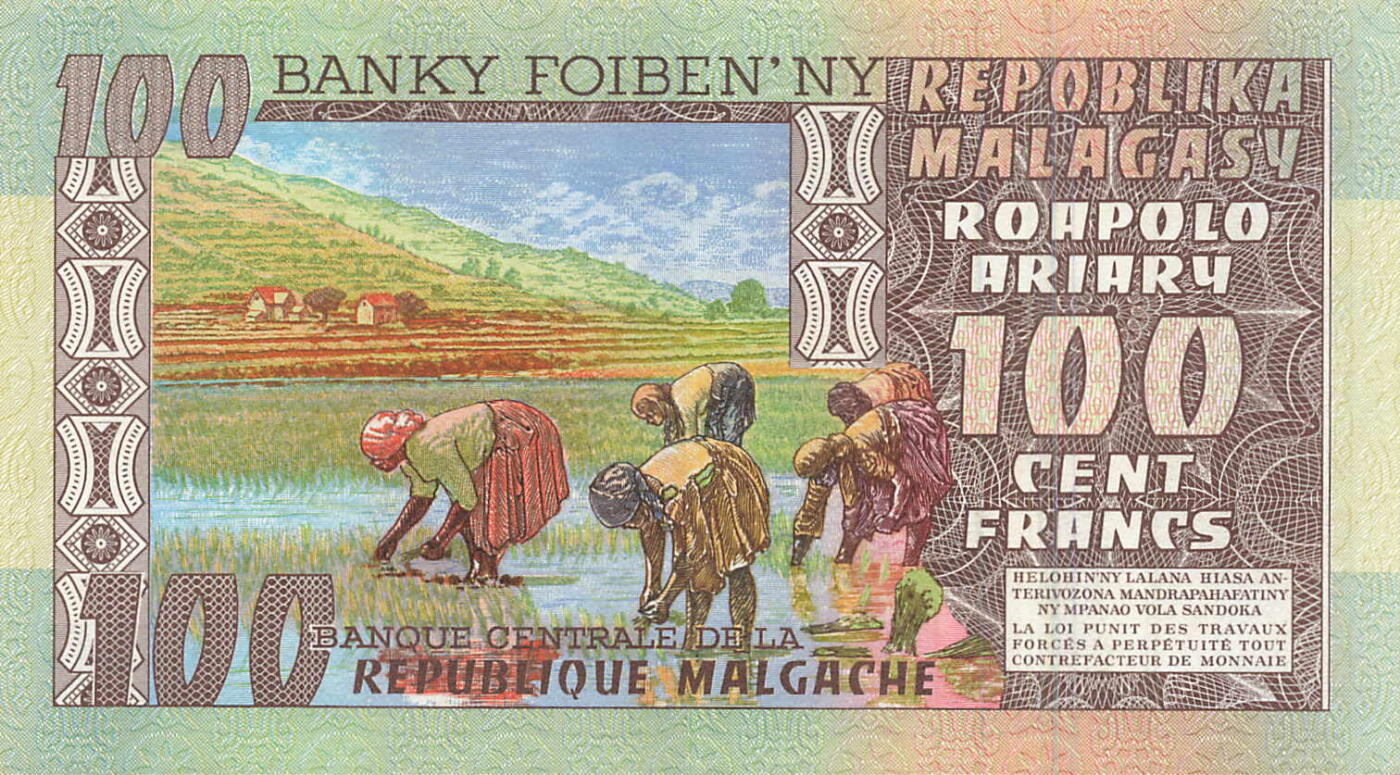 100
BANKY FOIBEN'NY
REPOBLIKA
MALAGASY
ROAPOLO
ARIARY
100
CENT
FRANCS
HELOHIN'NY LALANA HIASA AN-
TERIVOZONA MANDRAPAHAFATINY
NY MPANAO VOLA SANDOKA
LA LOI PUNIT DES TRAVAUX
FORCÉS A PERPÉTUITÉ TOUT
CONTREFACTEUR DE MONNAIE
100
BANQUE CENTRALE DE LA
REPUBLIQUE MALGACHE